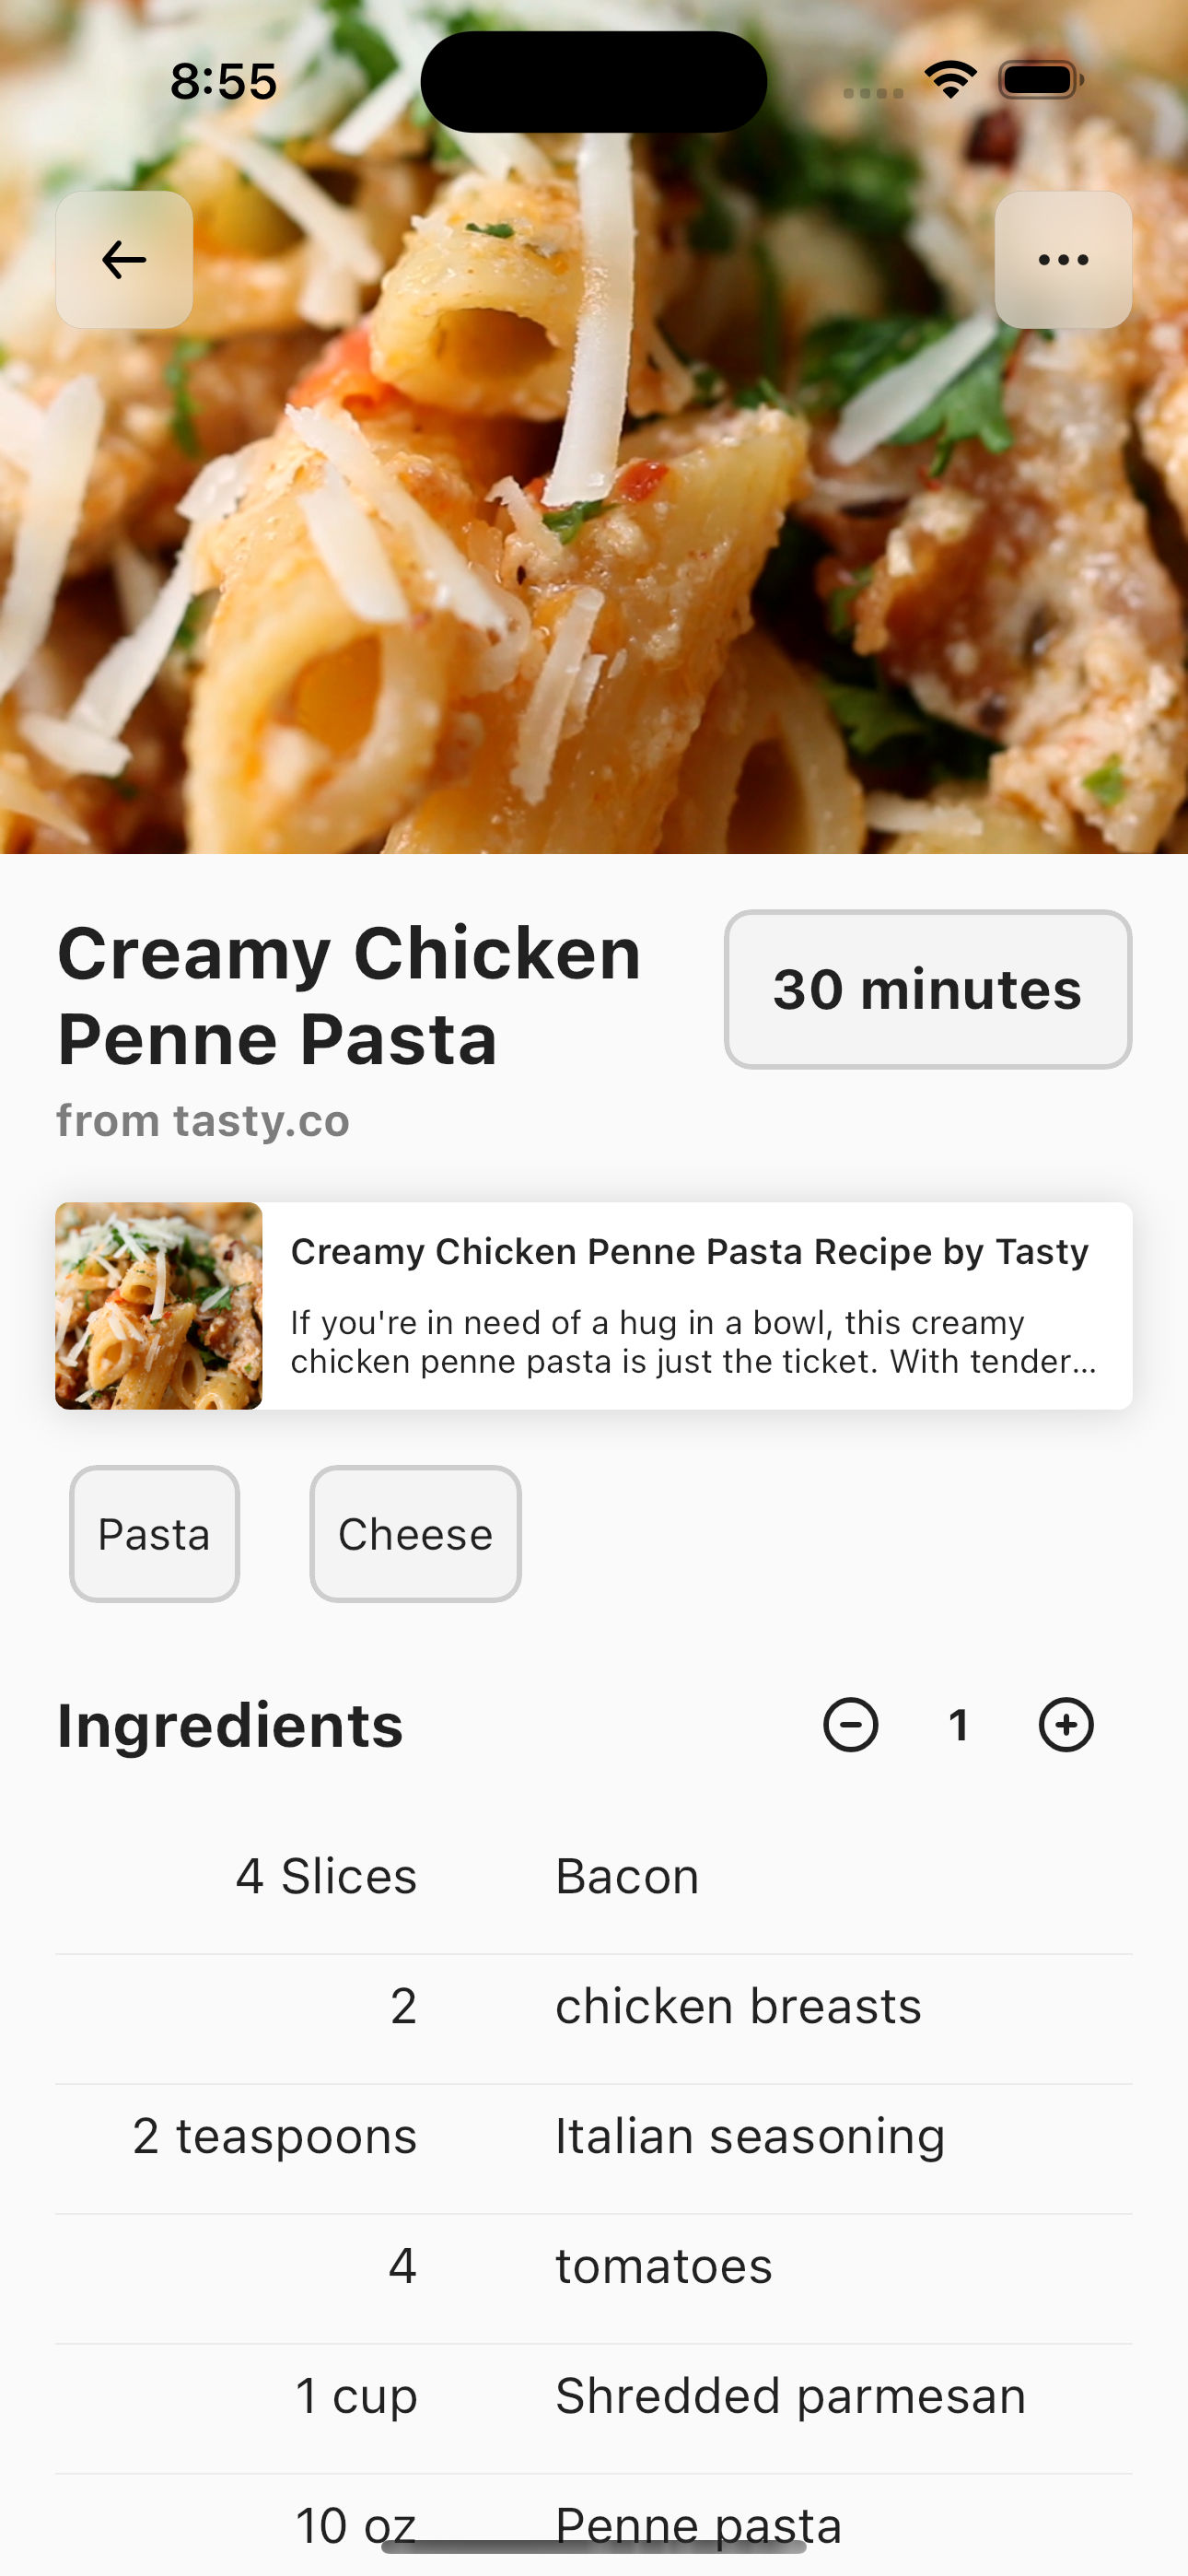 8:55
Creamy Chicken
Penne Pasta
30 minutes
from tasty.co
Creamy Chicken Penne Pasta Recipe by Tasty
If you're in need of a hug in a bowl, this creamy
chicken penne pasta is just the ticket. With tender...
Pasta Cheese
Ingredients 1
4 Slices Bacon
2 chicken breasts
2 teaspoons Italian seasoning
4 tomatoes
1 cup Shredded parmesan
10 oz Penne pasta